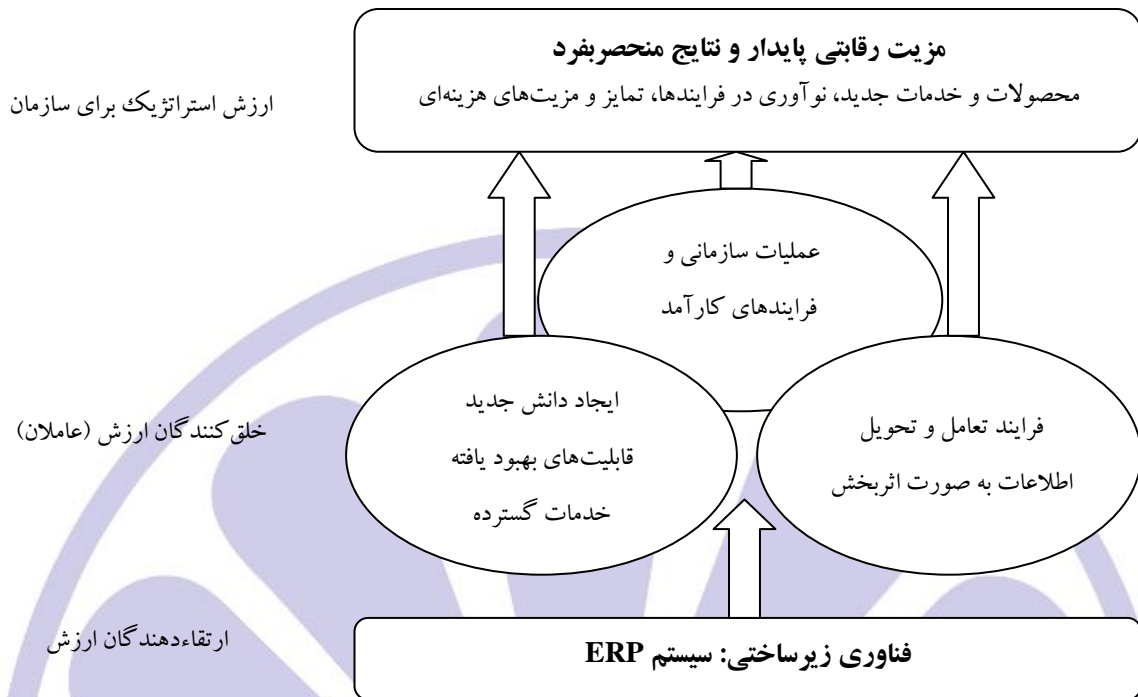 مزیت رقابتی پایدار و نتایج منحصربفرد
محصولات و خدمات جدید، نوآوری در فرایندها، تمایز و مزیت‌های هزینه‌ای
ارزش استراتژیک برای سازمان
عملیات سازمانی و
فرایندهای کارآمد
فرایند تعامل و تحویل
اطلاعات به صورت اثربخش
ایجاد دانش جدید
قابلیت‌های بهبود یافته
خدمات گسترده
خلق‌کنندگان ارزش (عاملان)
فناوری زیرساختی: سیستم ERP
ارتقاءدهندگان ارزش